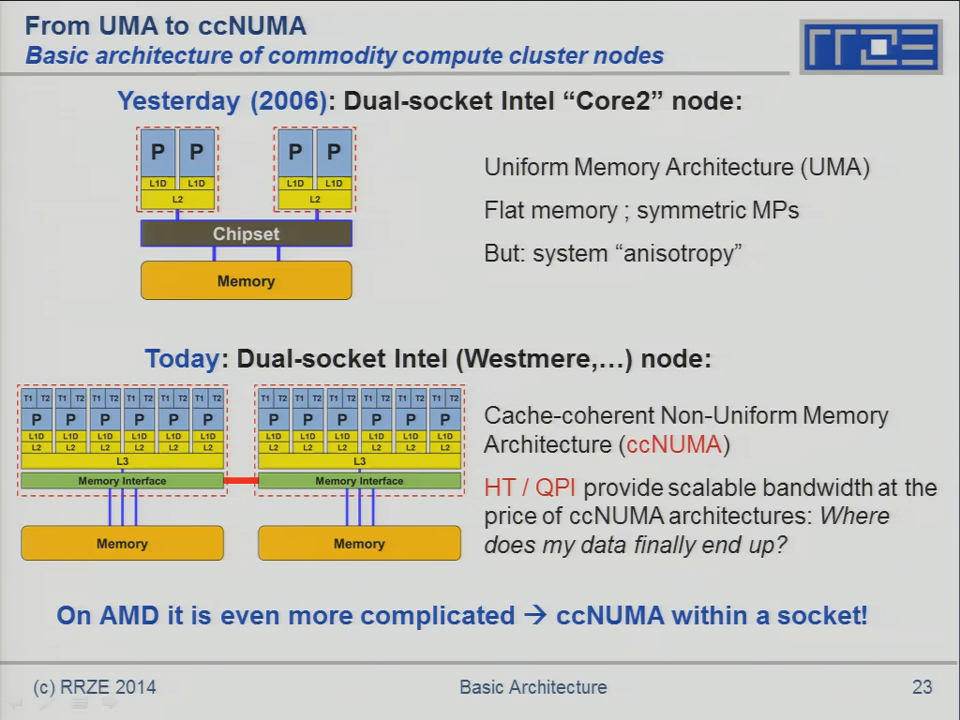 From UMA to ccNUMA
Basic architecture of commodity compute cluster nodes
RRZE
Yesterday (2006): Dual-socket Intel “Core2” node:
P P P P
L1D L1D L1D L1D
L2 L2
Chipset
Memory
Uniform Memory Architecture (UMA)
Flat memory ; symmetric MPs
But: system “anisotropy”
Today: Dual-socket Intel (Westmere,…) node:
T1 T2 T1 T2 T1 T2 T1 T2 T1 T2 T1 T2 T1 T2 T1 T2 T1 T2 T1 T2 T1 T2 T1 T2
P P P P P P P P P P P P
L1D L1D L1D L1D L1D L1D L1D L1D L1D L1D L1D L1D
L2 L2 L2 L2 L2 L2 L2 L2 L2 L2 L2 L2
L3 L3
Memory Interface Memory Interface
Memory Memory
Cache-coherent Non-Uniform Memory
Architecture (ccNUMA)
HT / QPI provide scalable bandwidth at the
price of ccNUMA architectures: Where
does my data finally end up?
On AMD it is even more complicated → ccNUMA within a socket!
(c) RRZE 2014
Basic Architecture
23